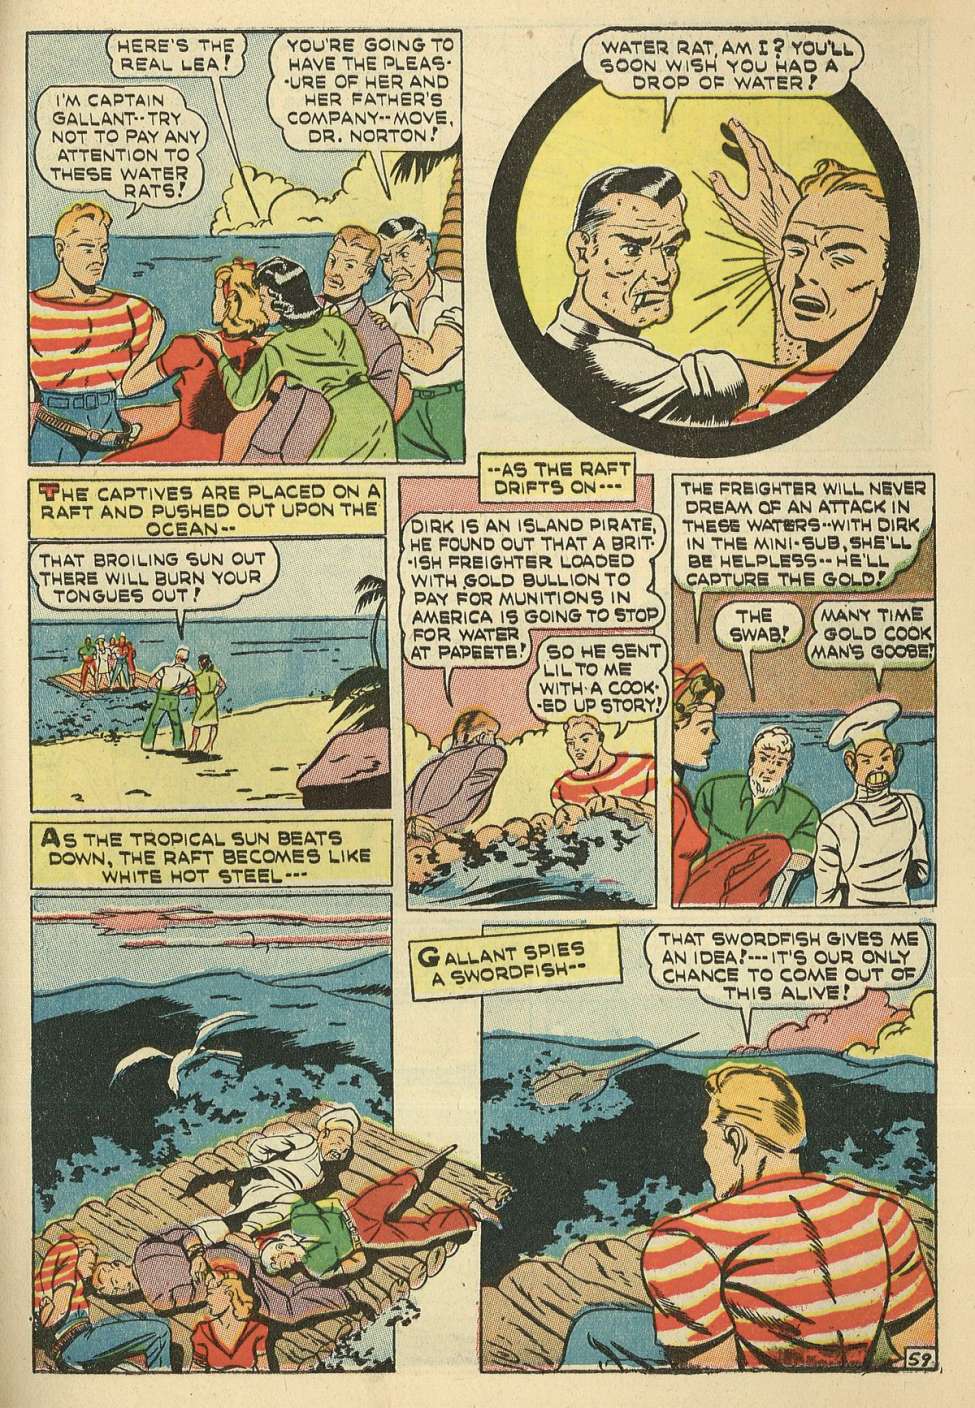 I'M CAPTAIN
GALLANT--TRY
NOT TO PAY ANY
ATTENTION TO
THESE WATER
RATS!
HERE'S THE
REAL LEA!
YOU'RE GOING TO
HAVE THE PLEAS-
-URE OF HER AND
HER FATHER'S
COMPANY--MOVE,
DR. NORTON!
WATER RAT, AM I? YOU'LL
SOON WISH YOU HAD A
DROP OF WATER!
THE CAPTIVES ARE PLACED ON A
RAFT AND PUSHED OUT UPON THE
OCEAN--
THAT BROILING SUN OUT
THERE WILL BURN YOUR
TONGUES OUT!
--AS THE RAFT
DRIFTS ON---
DIRK IS AN ISLAND PIRATE,
HE FOUND OUT THAT A BRIT-
-ISH FREIGHTER LOADED
WITH GOLD BULLION TO
PAY FOR MUNITIONS IN
AMERICA IS GOING TO STOP
FOR WATER
AT PAPEETE!
SO HE SENT
LIL TO ME
WITH A COOK-
-ED UP STORY!
THE FREIGHTER WILL NEVER
DREAM OF AN ATTACK IN
THESE WATERS--WITH DIRK
IN THE MINI-SUB, SHE'LL
BE HELPLESS--HE'LL
CAPTURE THE GOLD!
THE
SWAB!
MANY TIME
GOLD COOK
MAN'S GOOSE!
AS THE TROPICAL SUN BEATS
DOWN, THE RAFT BECOMES LIKE
WHITE HOT STEEL---
GALLANT SPIES
A SWORDFISH--
THAT SWORDFISH GIVES ME
AN IDEA!---IT'S OUR ONLY
CHANCE TO COME OUT OF
THIS ALIVE!
59